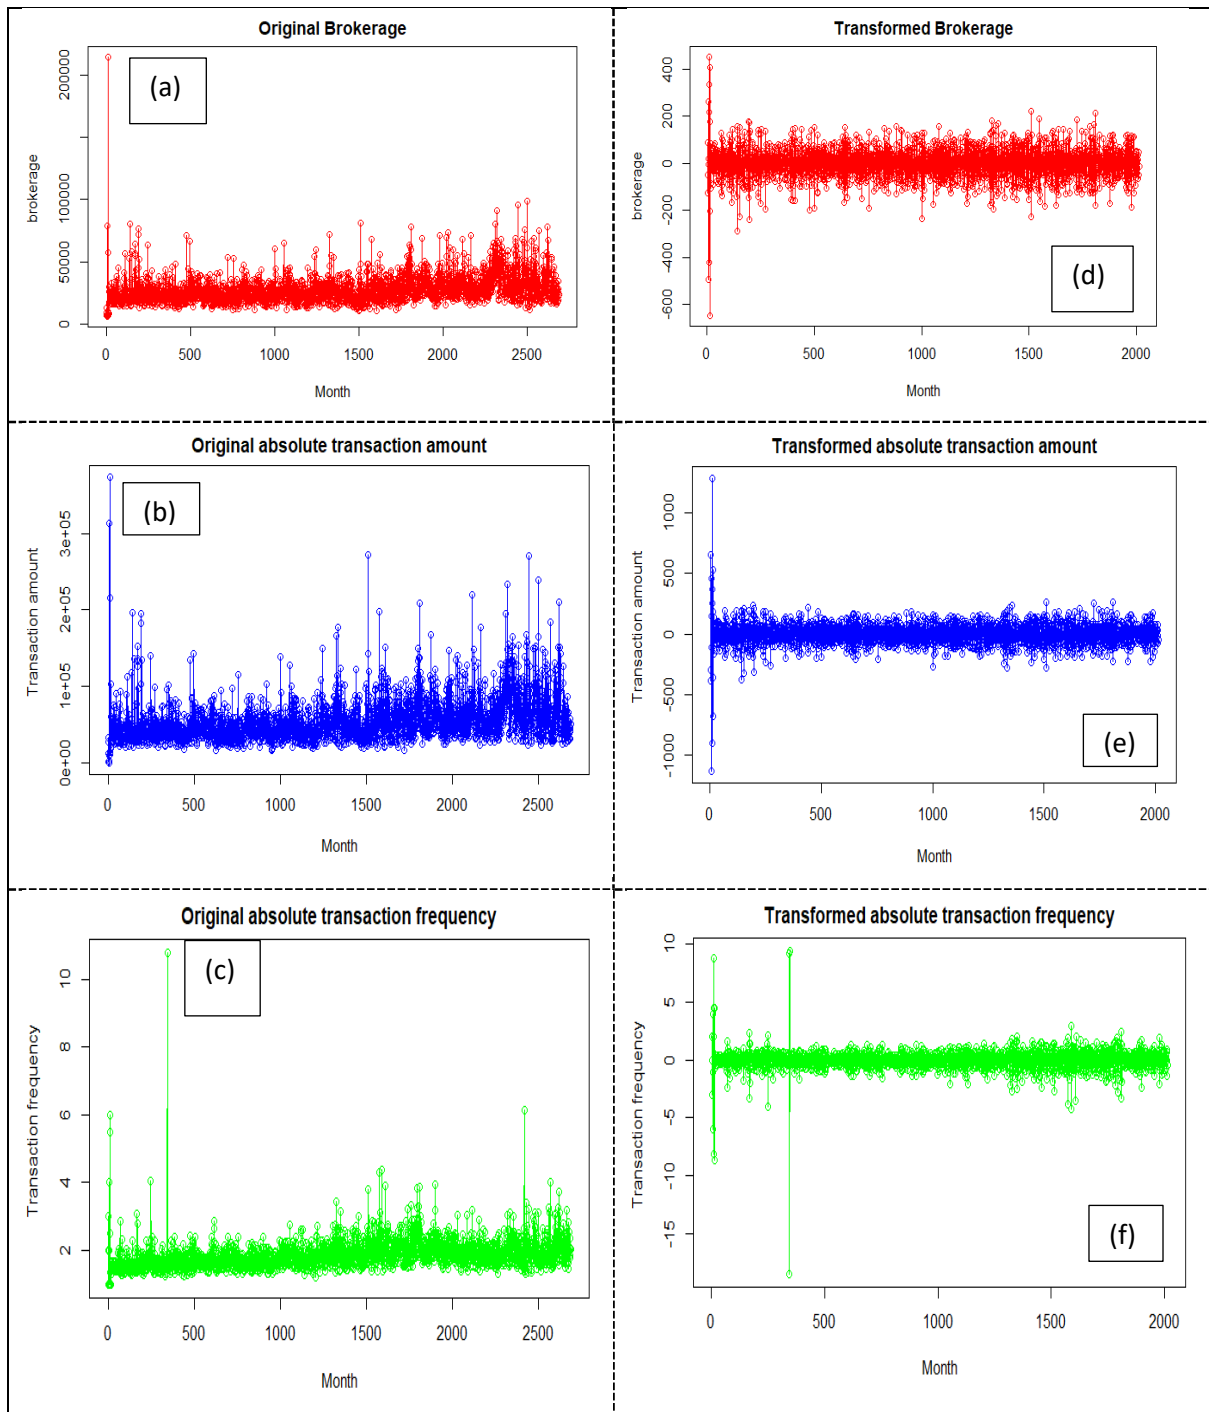 Original Brokerage
(a)
brokerage
200000
100000
50000
0
0 500 1000 1500 2000 2500
Month
Transformed Brokerage
(d)
brokerage
400
200
0
-200
-400
-600
0 500 1000 1500 2000
Month
Original absolute transaction amount
(b)
Transaction amount
3e+05
2e+05
1e+05
0e+00
0 500 1000 1500 2000 2500
Month
Transformed absolute transaction amount
(e)
Transaction amount
1000
500
0
-500
-1000
0 500 1000 1500 2000
Month
Original absolute transaction frequency
(c)
Transaction frequency
10
8
6
4
2
0 500 1000 1500 2000 2500
Month
Transformed absolute transaction frequency
(f)
Transaction frequency
10
5
0
-5
-10
-15
0 500 1000 1500 2000
Month